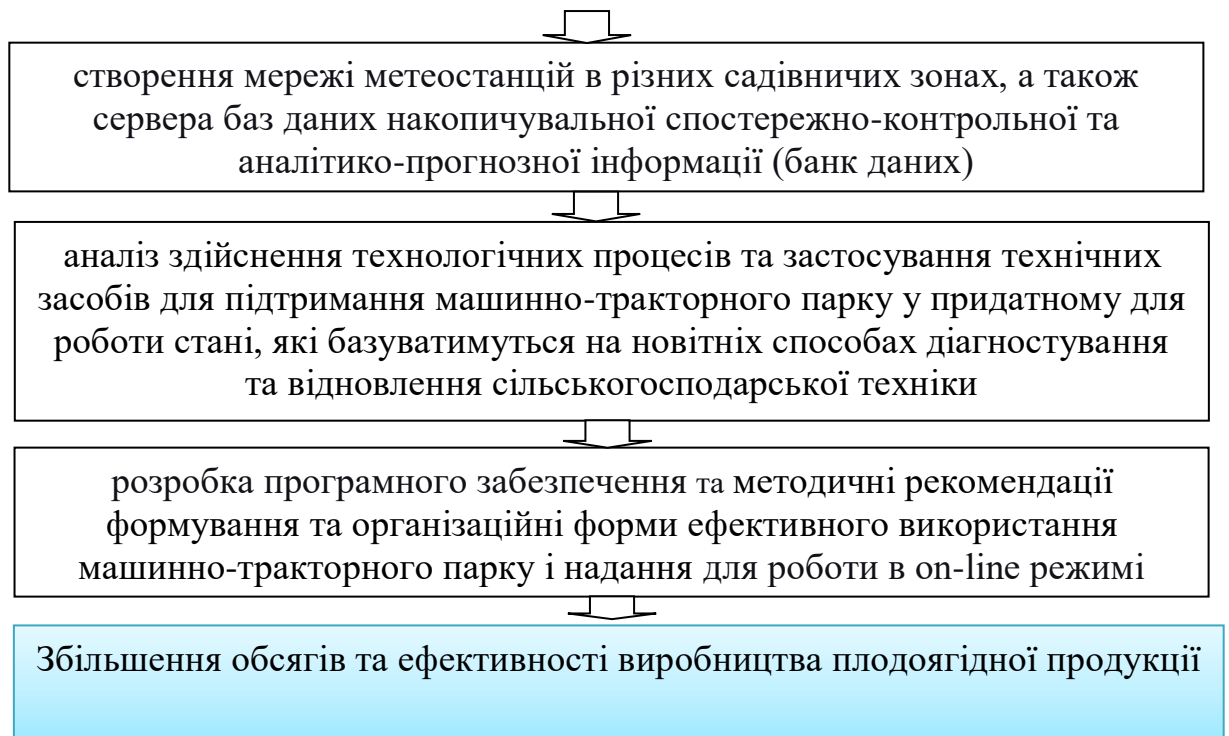 створення мережі метеостанцій в різних садівничих зонах, а також
сервера баз даних накопичувальної спостережно-контрольної та
аналітико-прогнозної інформації (банк даних)
аналіз здійснення технологічних процесів та застосування технічних
засобів для підтримання машинно-тракторного парку у придатному для
роботи стані, які базуватимуться на новітніх способах діагностування
та відновлення сільськогосподарської техніки
розробка програмного забезпечення та методичні рекомендації
формування та організаційні форми ефективного використання
машинно-тракторного парку і надання для роботи в on-line режимі
Збільшення обсягів та ефективності виробництва плодоягідної продукції